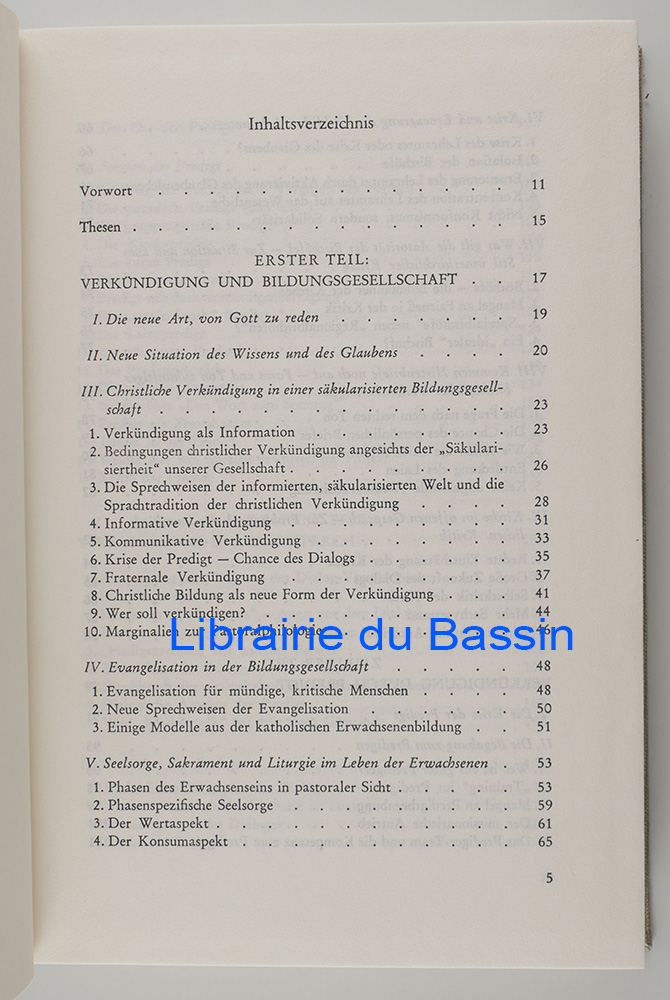 Inhaltsverzeichnis
Vorwort . . . . . . . . . . . . . . 11
Thesen . . . . . . . . . . . . . . . 15
ERSTER TEIL:
VERKÜNDIGUNG UND BILDUNGSGESELLSCHAFT . . 17
I. Die neue Art, von Gott zu reden . . . . . . . 19
II. Neue Situation des Wissens und des Glaubens . . . . 20
III. Christliche Verkündigung in einer säkularisierten Bildungsgesell-
schaft . . . . . . . . . . . . . . 23
1. Verkündigung als Information . . . . . . . . 23
2. Bedingungen christlicher Verkündigung angesichts der „Säkulari-
siertheit“ unserer Gesellschaft . . . . . . . . . 26
3. Die Sprechweisen der informierten, säkularisierten Welt und die
Sprachtradition der christlichen Verkündigung . . . . 28
4. Informative Verkündigung . . . . . . . . . 31
5. Kommunikative Verkündigung . . . . . . . . 33
6. Krise der Predigt — Chance des Dialogs . . . . . . 35
7. Fraternale Verkündigung . . . . . . . . . 37
8. Christliche Bildung als neue Form der Verkündigung . . 41
9. Wer soll verkündigen? . . . . . . . . . . 44
10. Marginalien zur Pastoralphilologie . . . . . . . 46
Librairie du Bassin
IV. Evangelisation in der Bildungsgesellschaft . . . . . 48
1. Evangelisation für mündige, kritische Menschen . . . . 48
2. Neue Sprechweisen der Evangelisation . . . . . . 50
3. Einige Modelle aus der katholischen Erwachsenenbildung . . 51
V. Seelsorge, Sakrament und Liturgie im Leben der Erwachsenen . 53
1. Phasen des Erwachsenseins in pastoraler Sicht . . . . . 53
2. Phasenspezifische Seelsorge . . . . . . . . . 59
3. Der Wertaspekt . . . . . . . . . . . . 61
4. Der Konsumaspekt . . . . . . . . . . . 65
5